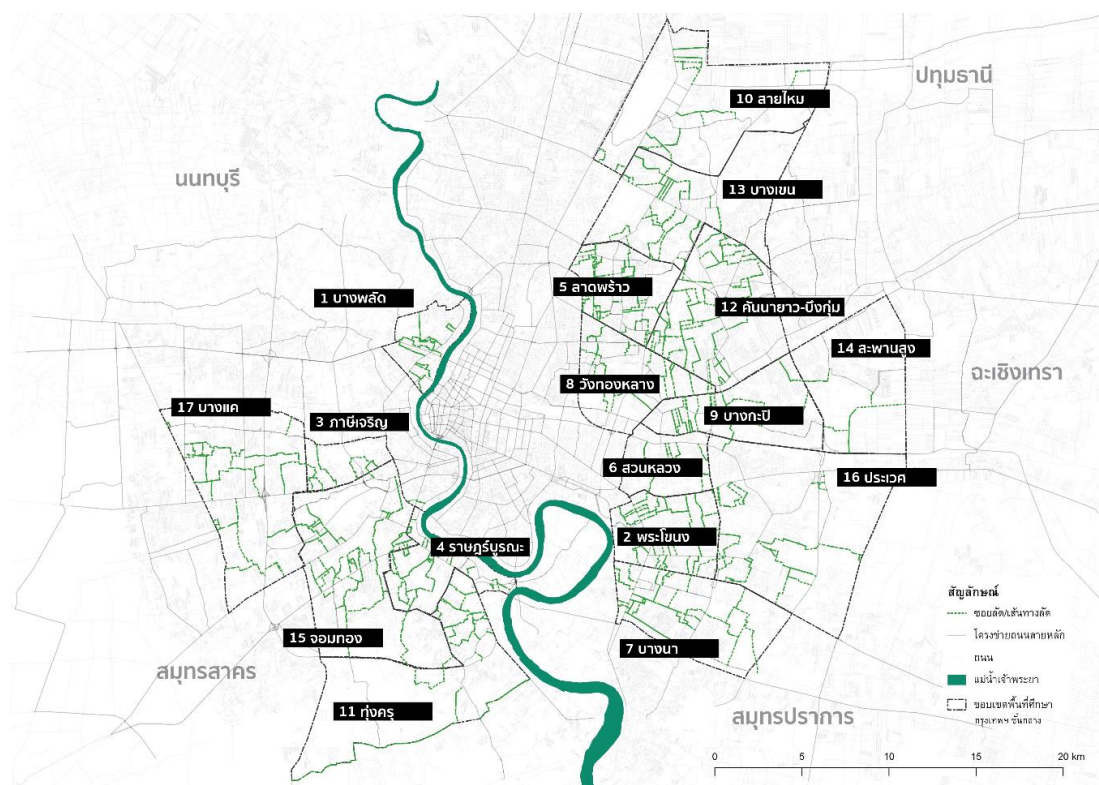 ปทุมธานี
10 สายไหม
นนทบุรี
13 บางเขน
5 ลาดพร้าว
1 บางพลัด
12 คันนายาว-บึงกุ่ม
14 สะพานสูง
ฉะเชิงเทรา
8 วังทองหลาง
17 บางแค
3 ภาษีเจริญ
9 บางกะปิ
6 สวนหลวง
16 ประเวศ
2 พระโขนง
4 ราษฎร์บูรณะ
สัญลักษณ์
ซอยลัด/เส้นทางลัด
โครงข่ายถนนสายหลัก
ถนน
แม่น้ำเจ้าพระยา
ขอบเขตพื้นที่ศึกษา
กรุงเทพฯ ชั้นกลาง
15 จอมทอง
7 บางนา
สมุทรสาคร
11 ทุ่งครุ
สมุทรปราการ
0 5 10 15 20 km